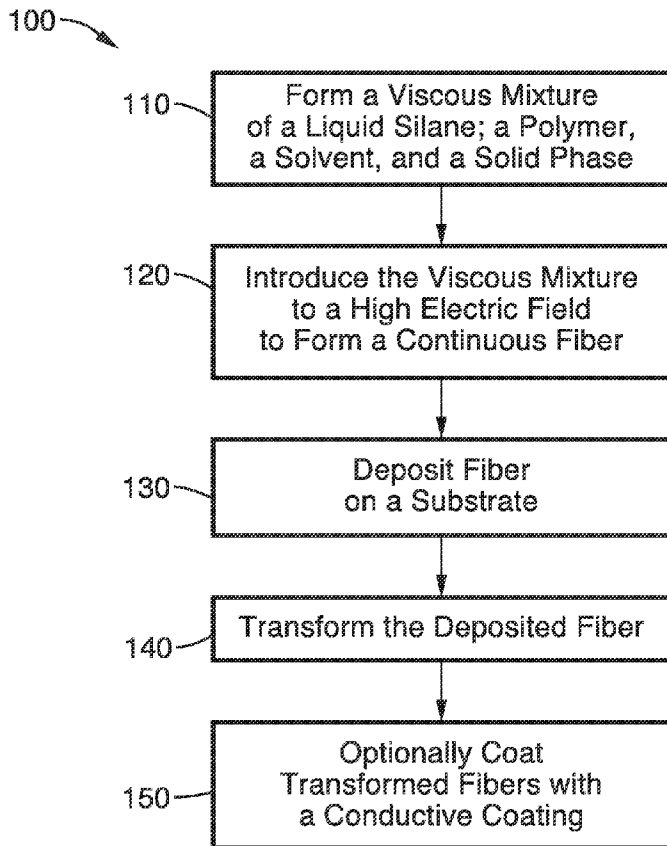 100
110
Form a Viscous Mixture
of a Liquid Silane; a Polymer,
a Solvent, and a Solid Phase
120
Introduce the Viscous Mixture
to a High Electric Field
to Form a Continuous Fiber
130
Deposit Fiber
on a Substrate
140
Transform the Deposited Fiber
150
Optionally Coat
Transformed Fibers with
a Conductive Coating